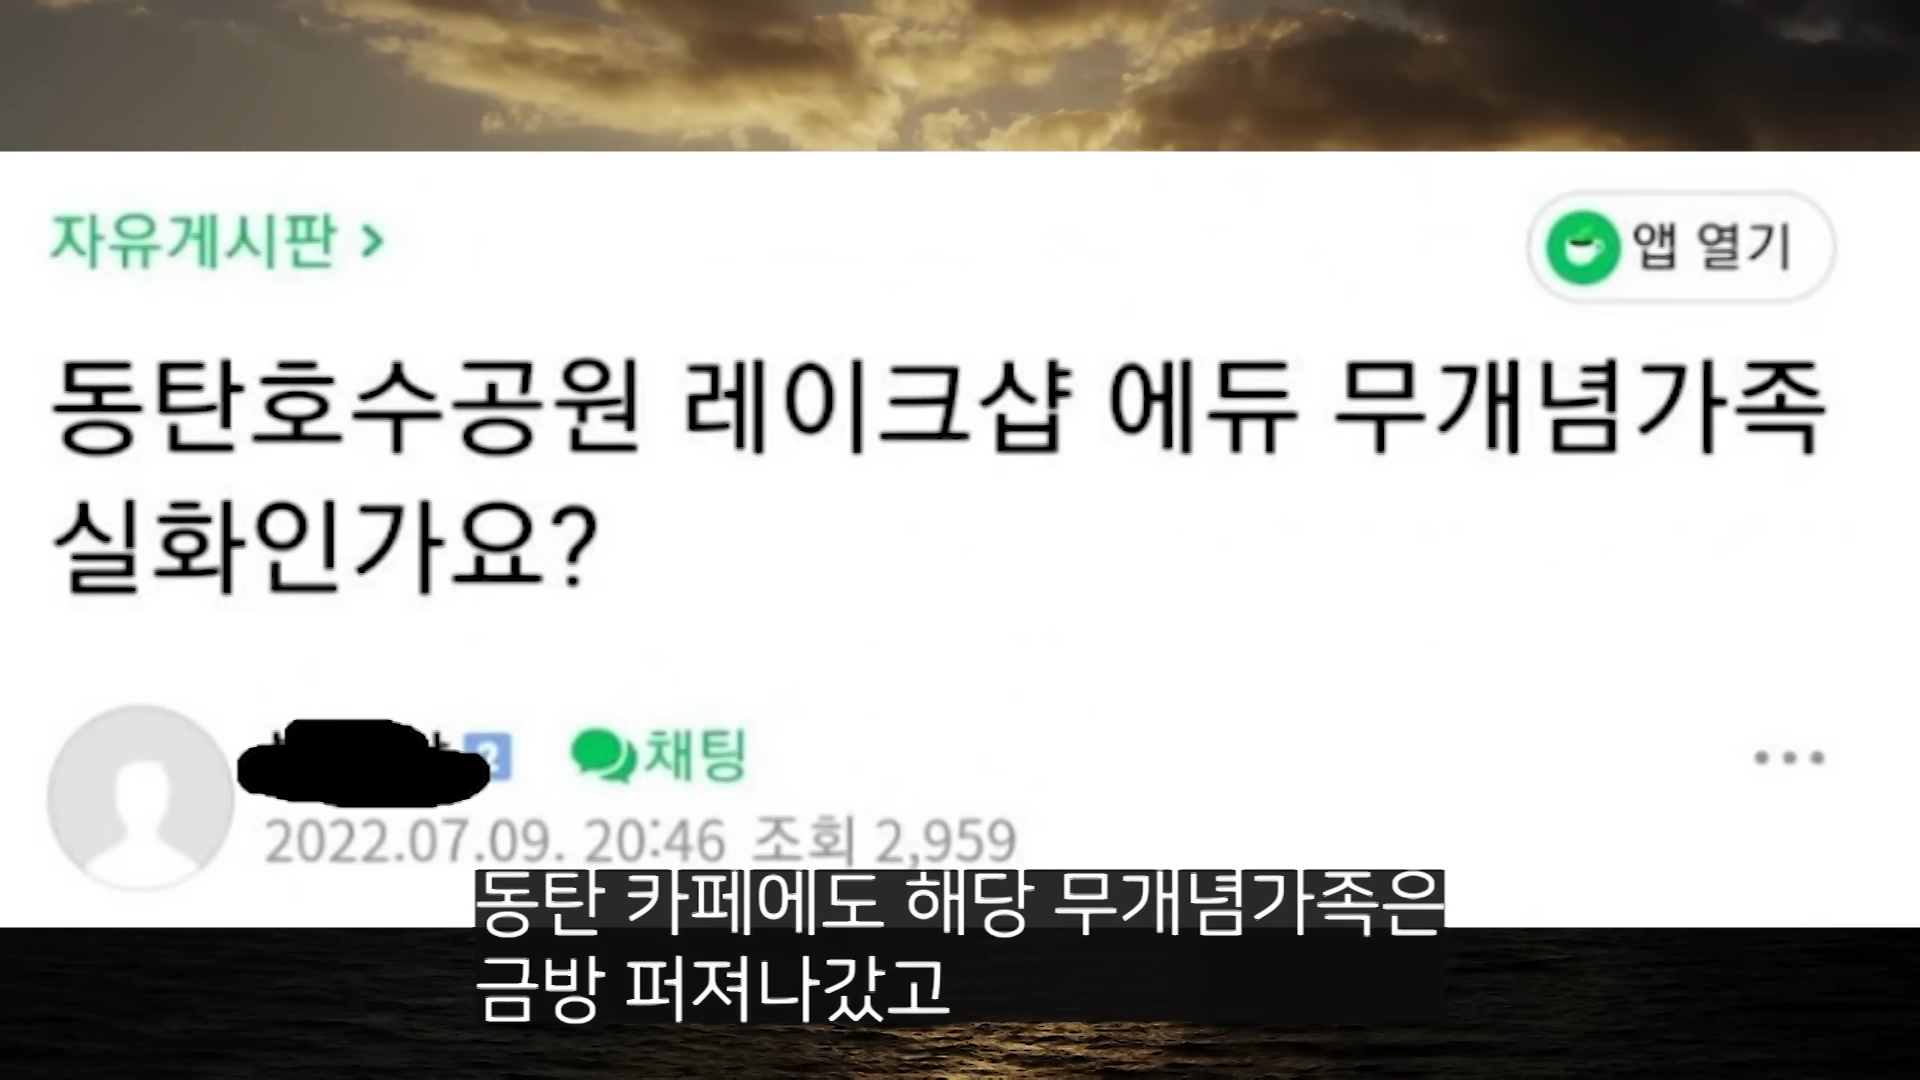 자유게시판 >
앱 열기
동탄호수공원 레이크샵 에듀 무개념가족
실화인가요?
채팅
2022.07.09. 20:46 조회 2,959
동탄 카페에도 해당 무개념가족은
금방 퍼져나갔고